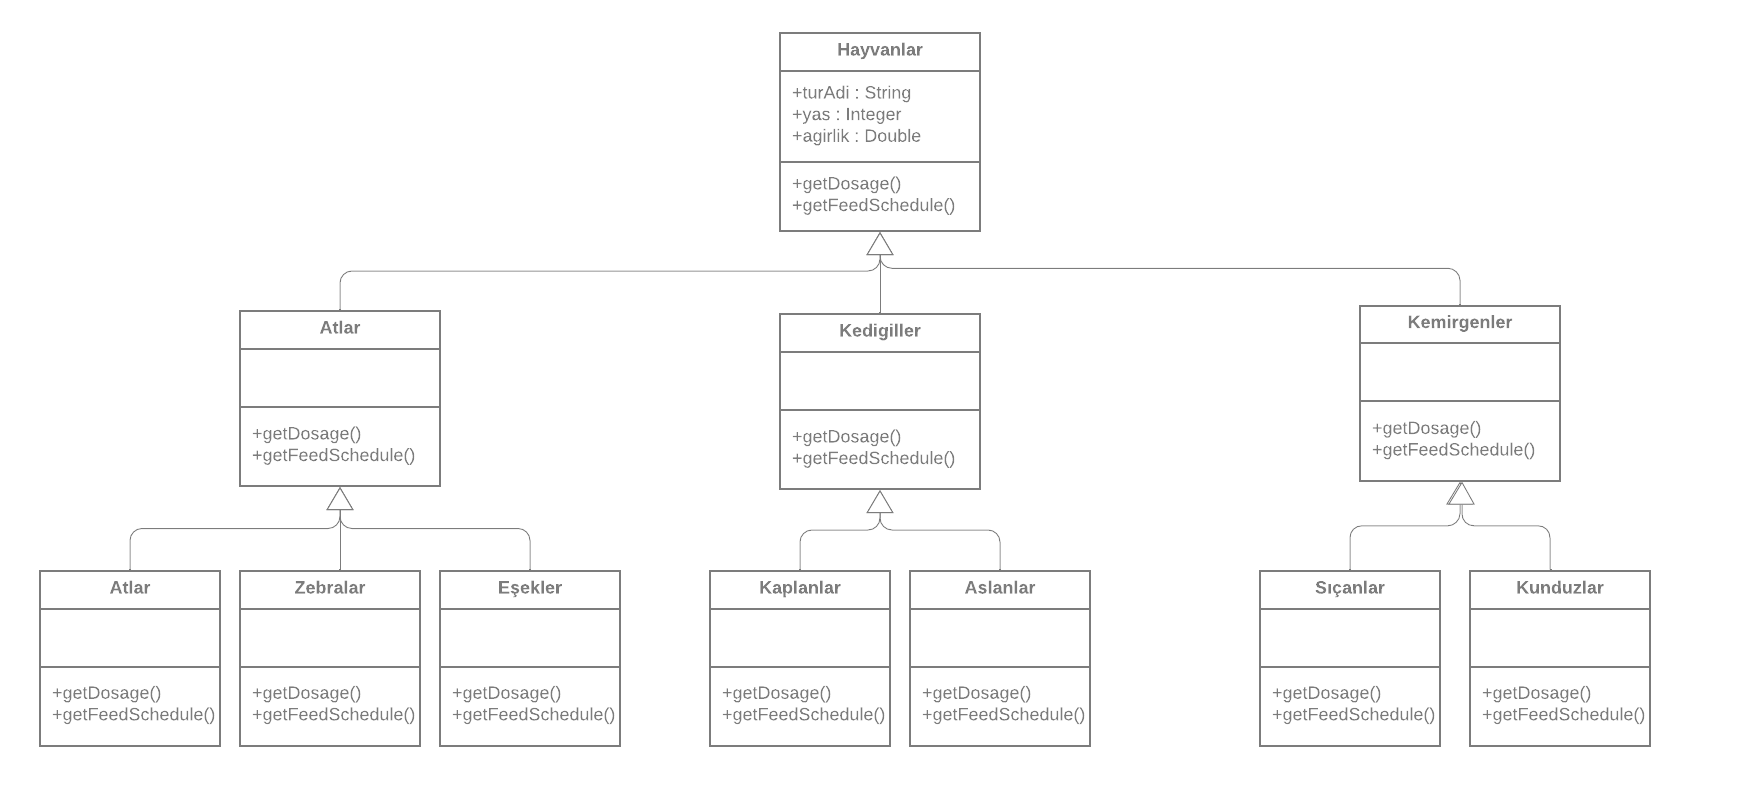 Hayvanlar
+turAdi : String
+yas : Integer
+agirlik : Double
+getDosage()
+getFeedSchedule()
Atlar
+getDosage()
+getFeedSchedule()
Kedigiller
+getDosage()
+getFeedSchedule()
Kemirgenler
+getDosage()
+getFeedSchedule()
Atlar
+getDosage()
+getFeedSchedule()
Zebralar
+getDosage()
+getFeedSchedule()
Eşekler
+getDosage()
+getFeedSchedule()
Kaplanlar
+getDosage()
+getFeedSchedule()
Aslanlar
+getDosage()
+getFeedSchedule()
Sıçanlar
+getDosage()
+getFeedSchedule()
Kunduzlar
+getDosage()
+getFeedSchedule()